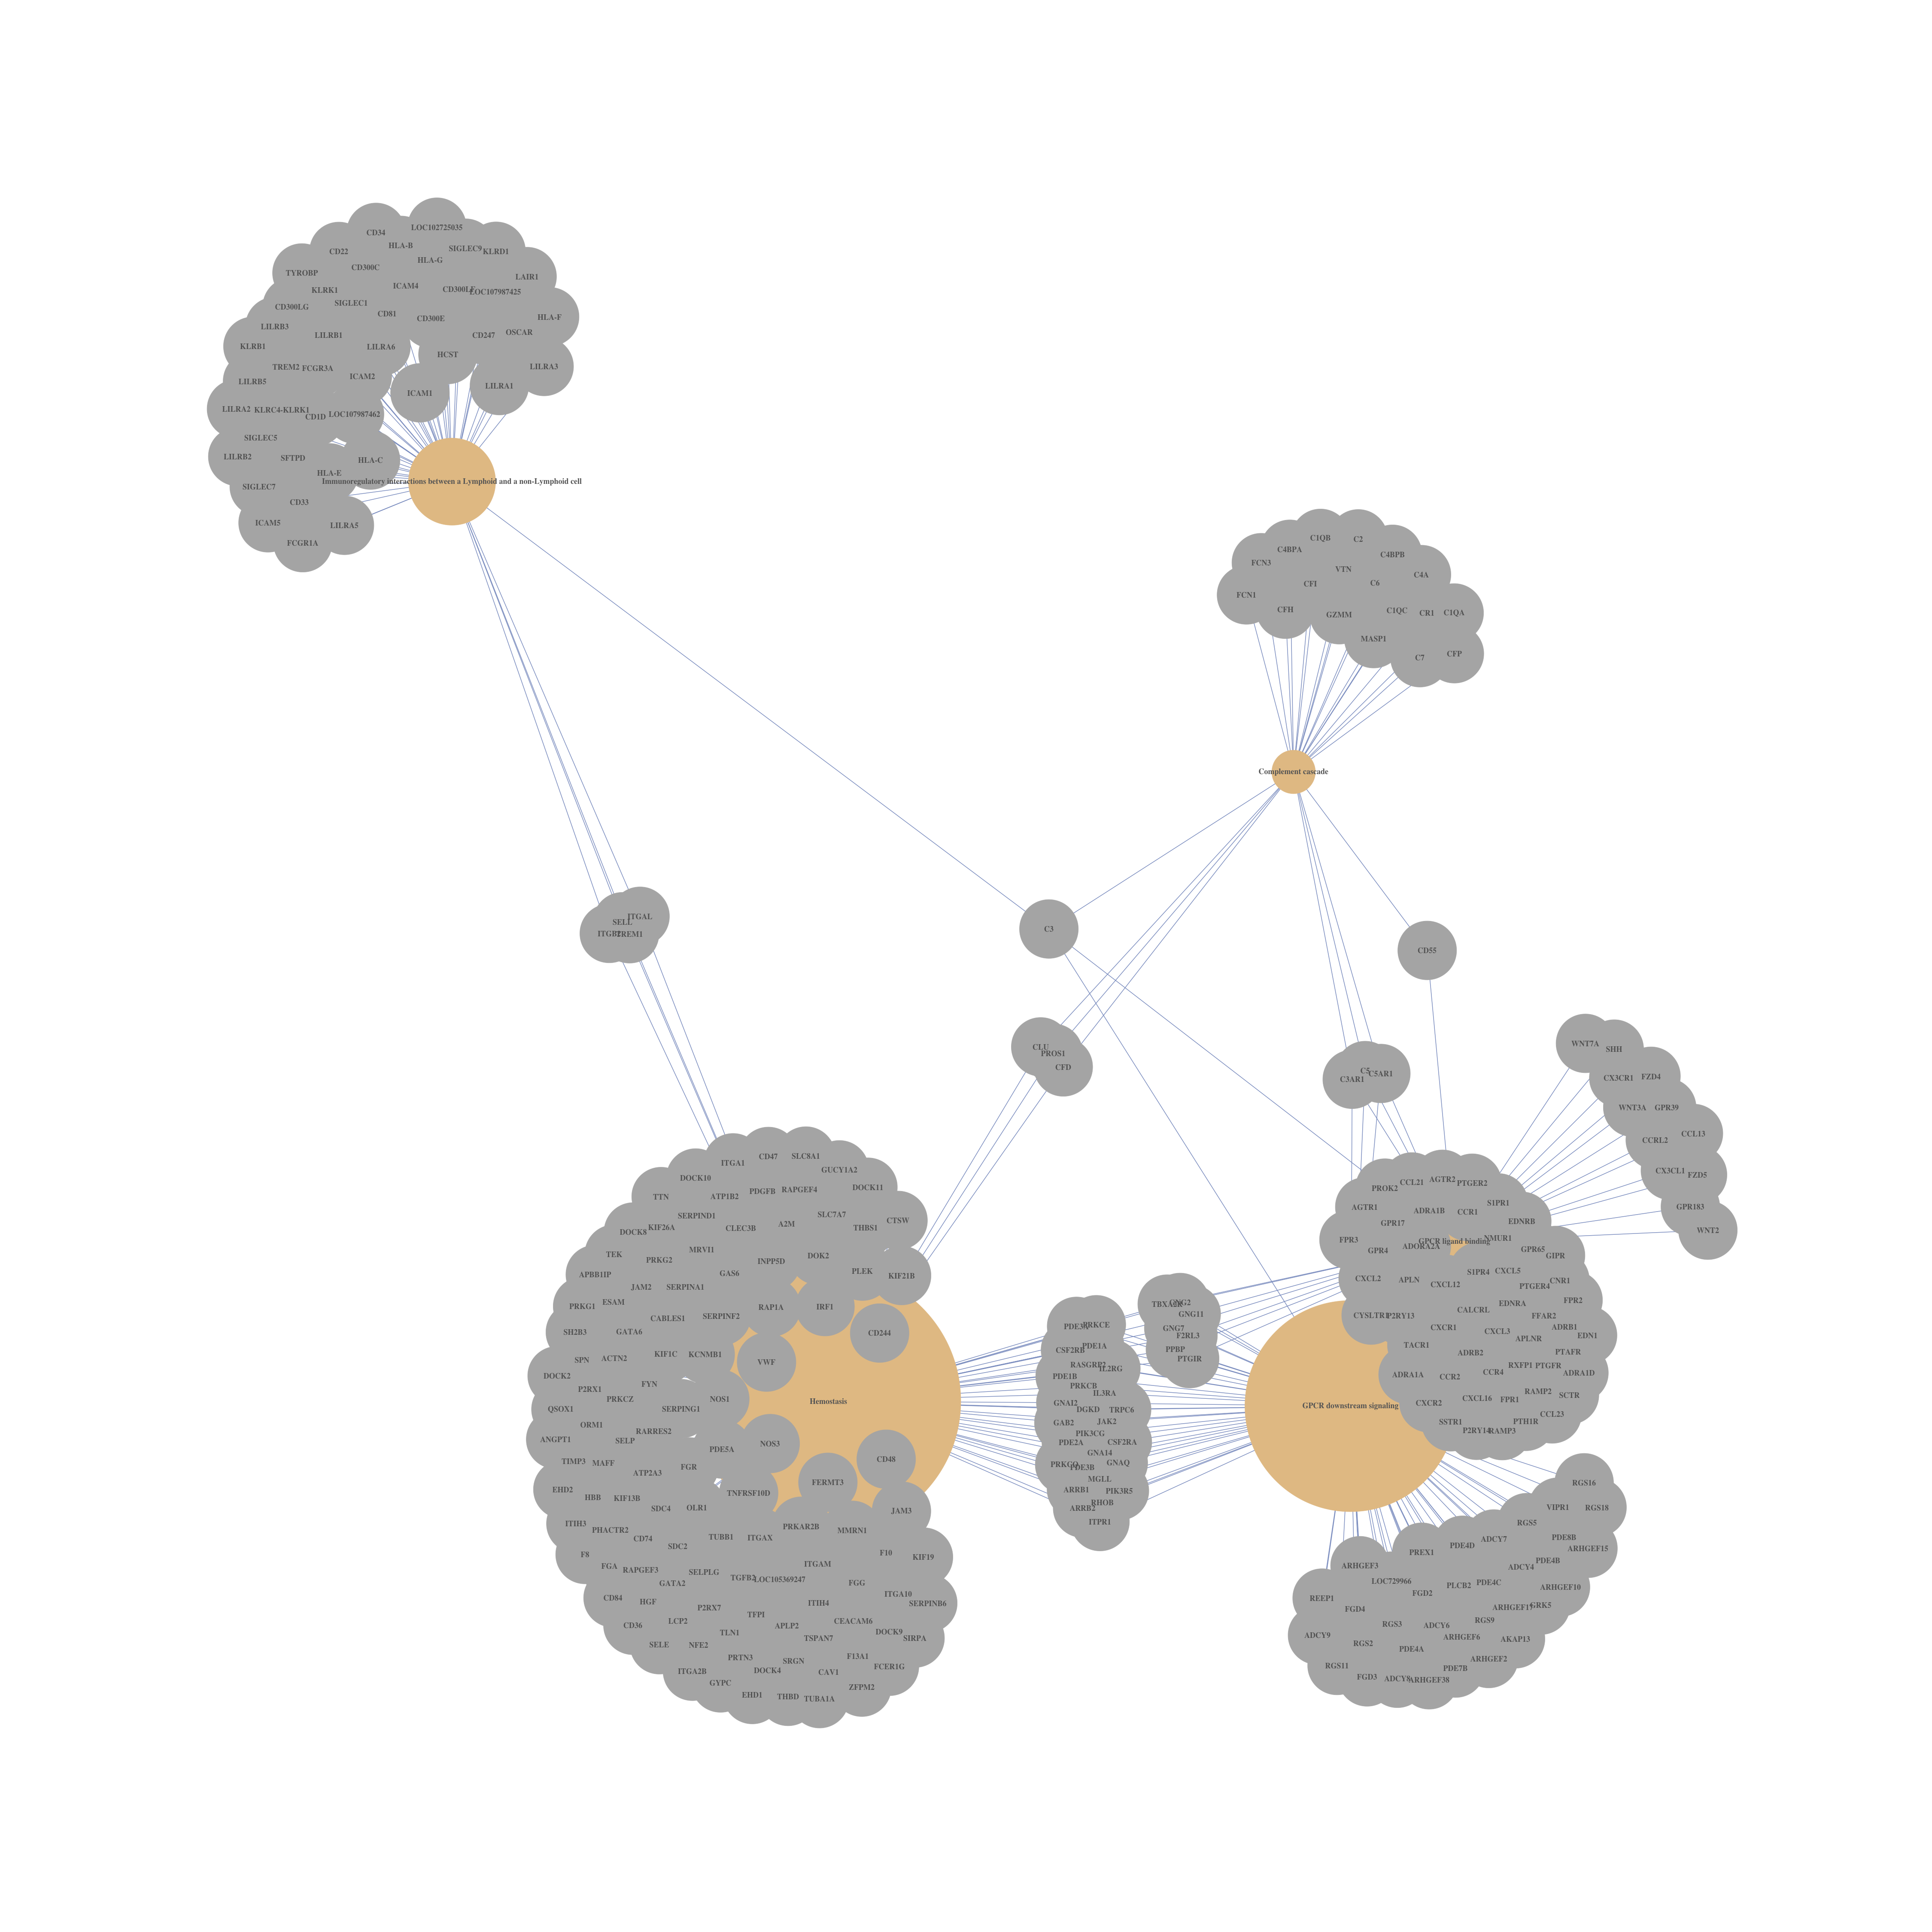 LOC102725035
CD34
HLA-B
SIGLEC9
KLRD1
CD22
HLA-G
CD300C
TYROBP
LAIR1
ICAM4
KLRK1
LOC107987425
SIGLEC1
CD300LG
CD81
CD300E
HLA-F
LILRB3
OSCAR
LILRB1
CD247
KLRB1
LILRA6
HCST
TREM2
FCGR3A
LILRA3
ICAM2
LILRB5
LILRA1
ICAM1
LILRA2
KLRC4-KLRK1
CD1D
LOC107987462
SIGLEC5
LILRB2
SFTPD
HLA-C
HLA-E
Immunoregulatory interactions between a Lymphoid and a non-Lymphoid cell
SIGLEC7
CD33
ICAM5
LILRA5
FCGR1A
C1QB
C2
C4BPA
C4BPB
FCN3
VTN
C4A
CFI
C6
FCN1
CFH
GZMM
C1QC
CR1
C1QA
MASP1
C7
CFP
Complement cascade
ITGAL
SELL
TREM1
C3
CD55
CLU
PROS1
CFD
C3AR1
C5AR1
WNT7A
SHH
CX3CR1
FZD4
WNT3A
GPR39
CCRL2
CCL13
CX3CL1
FZD5
GPR183
WNT2
PROK2
CCL21
AGTR2
PTGER2
AGTR1
ADRA1B
CCR1
S1PR1
GPR17
EDNRB
FPR3
GPR4
ADORA2A
GPCR ligand binding
NMUR1
GPR65
GIPR
CXCL2
APLN
CXCL12
S1PR4
CXCL5
PTGER4
CNR1
CALCRL
EDNRA
FPR2
CYSLTR1
P2RY13
FFAR2
CXCR1
CXCL3
ADRB1
EDN1
TACR1
ADRB2
APLNR
PTAFR
ADRA1A
CCR2
CCR4
RXFP1
PTGFR
ADRA1D
CXCR2
CXCL16
FPR1
RAMP2
SCTR
SSTR1
PTH1R
CCL23
P2RY14
RAMP3
GPCR downstream signaling
ITGA1
CD47
SLC8A1
GUCY1A2
DOCK10
TTN
ATP1B2
PDGFB
RAPGEF4
DOCK11
SERPIND1
SLC7A7
CTSW
DOCK8
KIF26A
CLEC3B
A2M
THBS1
TEK
PRKG2
MRVI1
INPP5D
DOK2
APBB1IP
GAS6
PLEK
KIF21B
JAM2
SERPINA1
PRKG1
ESAM
CABLES1
SERPINF2
RAP1A
IRF1
SH2B3
GATA6
CD244
SPN
ACTN2
KIF1C
KCNMB1
VWF
DOCK2
P2RX1
FYN
PRKCZ
NOS1
QSOX1
SERPING1
Hemostasis
ORM1
RARRES2
ANGPT1
SELP
PDE5A
NOS3
TIMP3
MAFF
ATP2A3
FGR
CD48
EHD2
HBB
KIF13B
SDC4
OLR1
TNFRSF10D
FERMT3
JAM3
ITIH3
PHACTR2
CD74
SDC2
TUBB1
ITGAX
PRKAR2B
MMRN1
F8
FGA
RAPGEF3
SELPLG
TGFB2
LOC105369247
ITGAM
F10
KIF19
GATA2
FGG
CD84
HGF
P2RX7
TFPI
ITIH4
ITGA10
SERPINB6
CD36
LCP2
TLN1
APLP2
CEACAM6
DOCK9
SELE
NFE2
TSPAN7
SIRPA
PRTN3
SRGN
F13A1
ITGA2B
DOCK4
CAV1
FCER1G
GYPC
EHD1
THBD
TUBA1A
ZFPM2
GNG2
GNG11
GNG7
F2RL3
PPBP
PTGIR
PRKCE
PDE1A
CSF2RB
RASGRP2
IL2RG
PDE1B
PRKCB
IL3RA
GNAI2
DGKD
TRPC6
GAB2
JAK2
PIK3CG
PDE2A
CSF2RA
GNA14
GNAQ
PDE3B
MGLL
ARRB1
PIK3R5
RHOB
ARRB2
ITPR1
RGS16
VIPR1
RGS18
RGS5
ADCY7
PDE8B
PREX1
PDE4D
ARHGEF15
ARHGEF3
ADCY4
PDE4B
LOC729966
PLCB2
PDE4C
FGD2
ARHGEF10
REEP1
FGD4
ARHGEF17
GRK5
RGS3
ADCY6
RGS9
ADCY9
RGS2
PDE4A
ARHGEF6
AKAP13
RGS11
ARHGEF2
FGD3
ADCY8
ARHGEF38
PDE7B